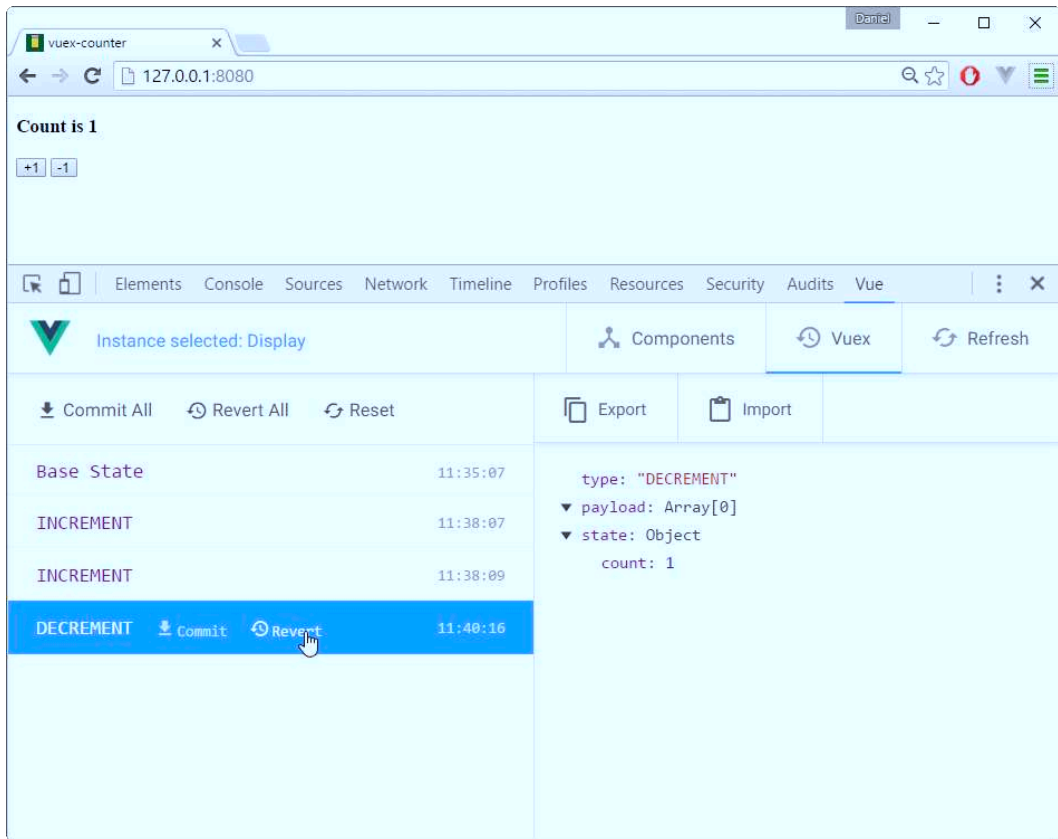 Daniel
vuex-counter
127.0.0.1:8080
Count is 1
+1 -1
Elements Console Sources Network Timeline Profiles Resources Security Audits Vue
Instance selected: Display Components Vuex Refresh
Commit All Revert All Reset Export Import
Base State 11:35:07
INCREMENT 11:38:07
INCREMENT 11:38:09
DECREMENT Commit Revert 11:40:16
type: "DECREMENT"
payload: Array[0]
state: Object
count: 1